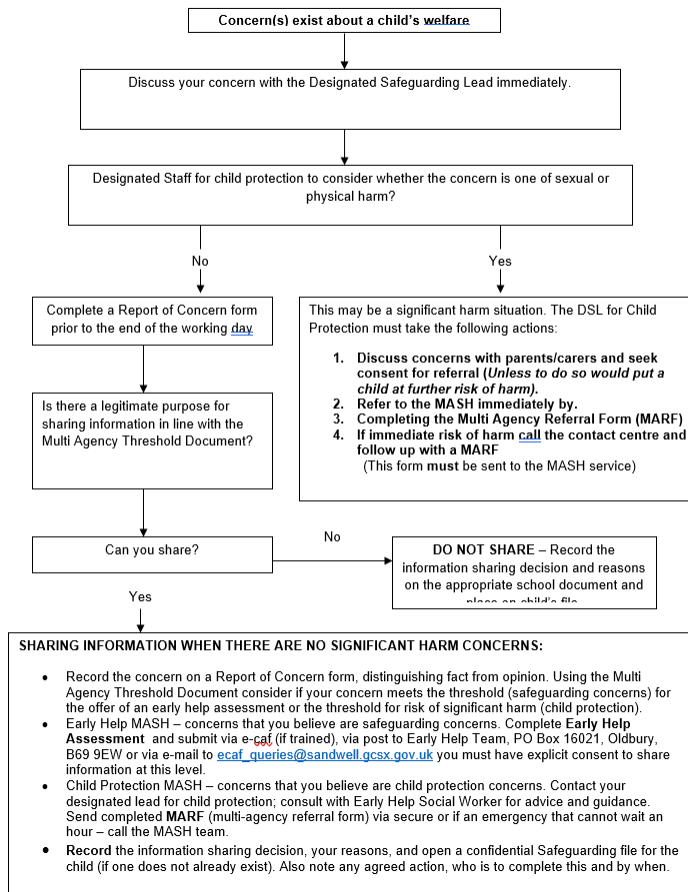 Concern(s) exist about a child's welfare
Discuss your concern with the Designated Safeguarding Lead immediately.
Designated Staff for child protection to consider whether the concern is one of sexual or
physical harm?
No
Yes
Complete a Report of Concern form
prior to the end of the working day
This may be a significant harm situation. The DSL for Child
Protection must take the following actions:
1. Discuss concerns with parents/carers and seek
consent for referral (Unless to do so would put a
child at further risk of harm).
2. Refer to the MASH immediately by.
3. Completing the Multi Agency Referral Form (MARF)
4. If immediate risk of harm call the contact centre and
follow up with a MARF
(This form must be sent to the MASH service)
Is there a legitimate purpose for
sharing information in line with the
Multi Agency Threshold Document?
Can you share?
No
DO NOT SHARE – Record the
information sharing decision and reasons
on the appropriate school document and
place on child's file
Yes
SHARING INFORMATION WHEN THERE ARE NO SIGNIFICANT HARM CONCERNS:
• Record the concern on a Report of Concern form, distinguishing fact from opinion. Using the Multi
Agency Threshold Document consider if your concern meets the threshold (safeguarding concerns) for
the offer of an early help assessment or the threshold for risk of significant harm (child protection).
• Early Help MASH – concerns that you believe are safeguarding concerns. Complete Early Help
Assessment and submit via e-caf (if trained), via post to Early Help Team, PO Box 16021, Oldbury,
B69 9EW or via e-mail to ecaf_queries@sandwell.gcsx.gov.uk you must have explicit consent to share
information at this level.
• Child Protection MASH – concerns that you believe are child protection concerns. Contact your
designated lead for child protection; consult with Early Help Social Worker for advice and guidance.
Send completed MARF (multi-agency referral form) via secure or if an emergency that cannot wait an
hour – call the MASH team.
• Record the information sharing decision, your reasons, and open a confidential Safeguarding file for the
child (if one does not already exist). Also note any agreed action, who is to complete this and by when.